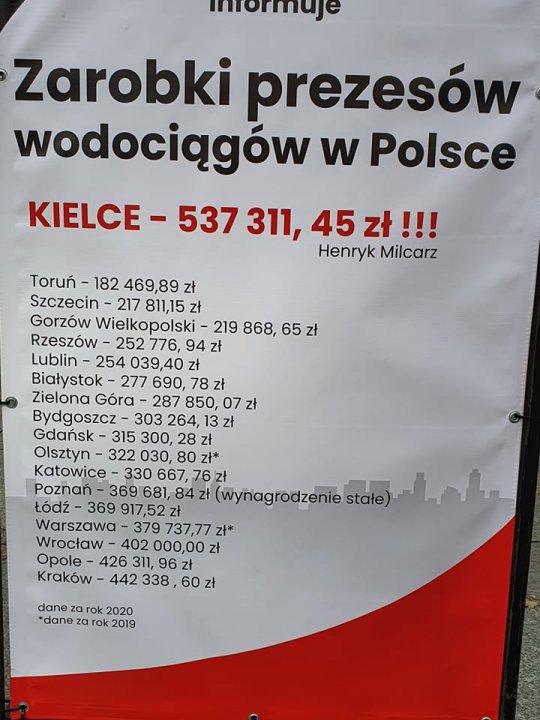 informuje
Zarobki prezesów
wodociągów w Polsce
KIELCE - 537 311, 45 zł !!!
Henryk Milcarz
Toruń - 182 469,89 zł
Szczecin - 217 811,15 zł
Gorzów Wielkopolski - 219 868, 65 zł
Rzeszów - 252 776, 94 zł
Lublin - 254 039,40 zł
Białystok - 277 690, 78 zł
Zielona Góra - 287 850, 07 zł
Bydgoszcz - 303 264, 13 zł
Gdańsk - 315 300, 28 zł
Olsztyn - 322 030, 80 zł*
Katowice - 330 667, 76 zł
Poznań - 369 681, 84 zł (wynagrodzenie stałe)
Łódź - 369 917,52 zł
Warszawa - 379 737,77 zł*
Wrocław - 402 000,00 zł
Opole - 426 311, 96 zł
Kraków - 442 338 , 60 zł
dane za rok 2020
*dane za rok 2019